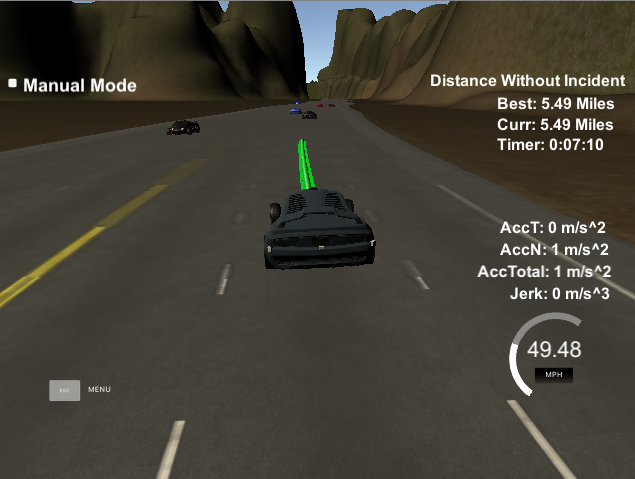 Manual Mode
Distance Without Incident
Best: 5.49 Miles
Curr: 5.49 Miles
Timer: 0:07:10
AccT: 0 m/s^2
AccN: 1 m/s^2
AccTotal: 1 m/s^2
Jerk: 0 m/s^3
49.48
MPH
ESC MENU